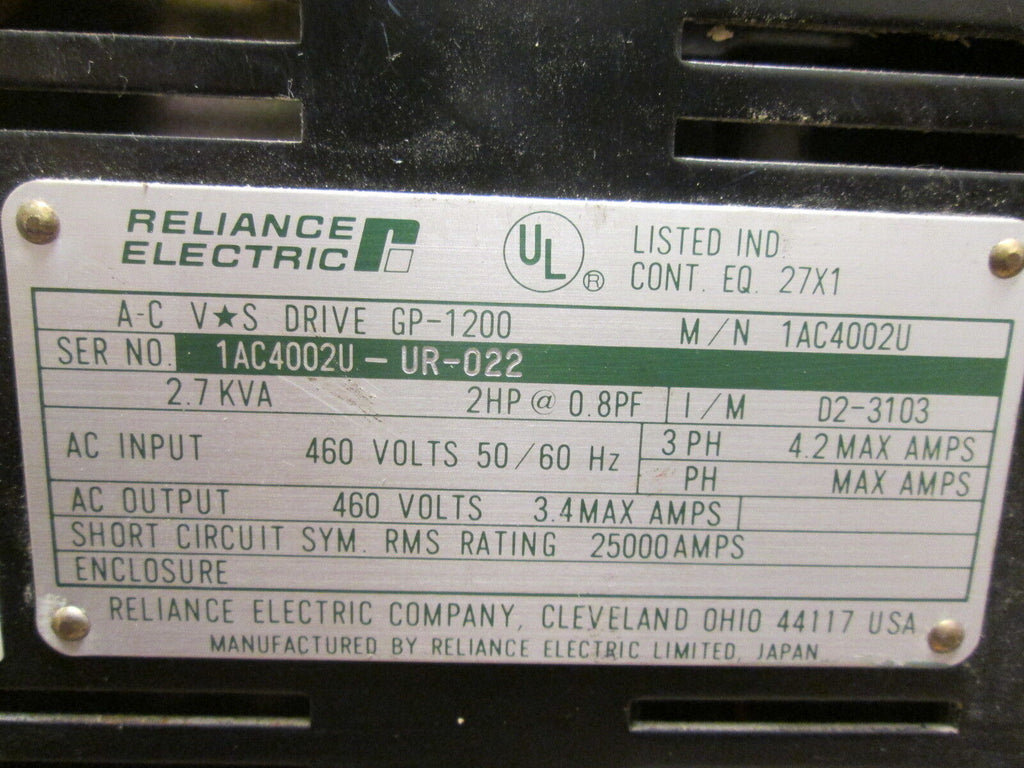 RELIANCE
ELECTRIC
UL ®
LISTED IND.
CONT. EQ. 27X1
A-C V★S DRIVE GP-1200 M/N 1AC4002U
SER NO. 1AC4002U-UR-022
2.7 KVA 2HP @ 0.8PF I/M D2-3103
AC INPUT 460 VOLTS 50/60 Hz 3 PH 4.2 MAX AMPS
PH MAX AMPS
AC OUTPUT 460 VOLTS 3.4 MAX AMPS
SHORT CIRCUIT SYM. RMS RATING 25000 AMPS
ENCLOSURE
RELIANCE ELECTRIC COMPANY, CLEVELAND OHIO 44117 USA
MANUFACTURED BY RELIANCE ELECTRIC LIMITED, JAPAN